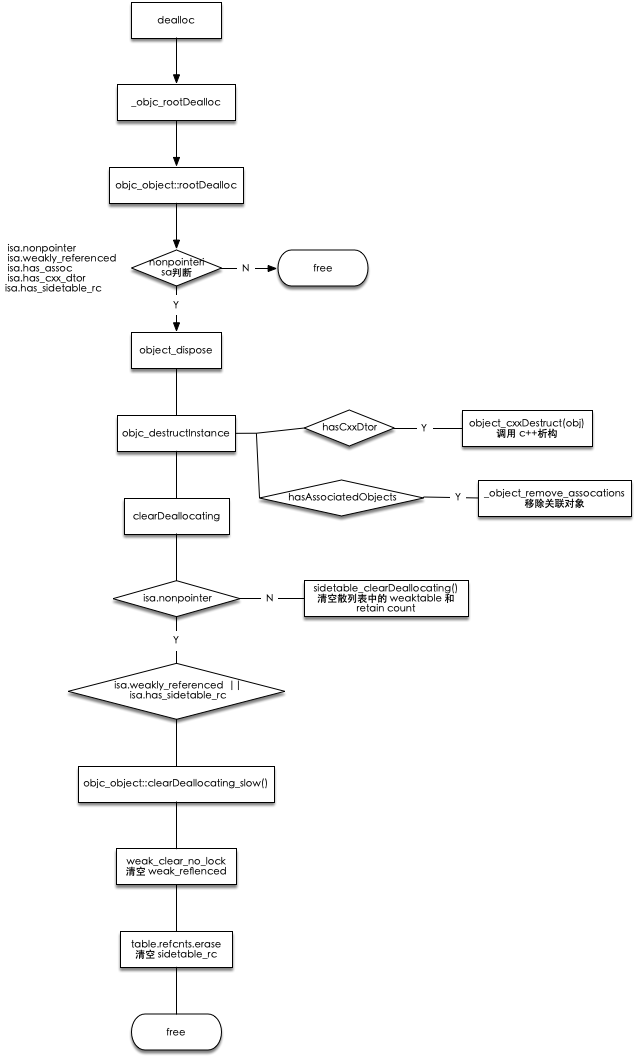 dealloc
_objc_rootDealloc
objc_object::rootDealloc
isa.nonpointer
isa.weakly_referenced
isa.has_assoc
isa.has_cxx_dtor
isa.has_sidetable_rc
nonpointeri
sa判断
N
free
Y
object_dispose
objc_destructInstance
hasCxxDtor
Y
object_cxxDestruct(obj)
调用 c++析构
hasAssociatedObjects
Y
_object_remove_assocations
移除关联对象
clearDeallocating
isa.nonpointer
N
sidetable_clearDeallocating()
清空散列表中的 weaktable 和
retain count
Y
isa.weakly_referenced ||
isa.has_sidetable_rc
objc_object::clearDeallocating_slow()
weak_clear_no_lock
清空 weak_reflenced
table.refcnts.erase
清空 sidetable_rc
free